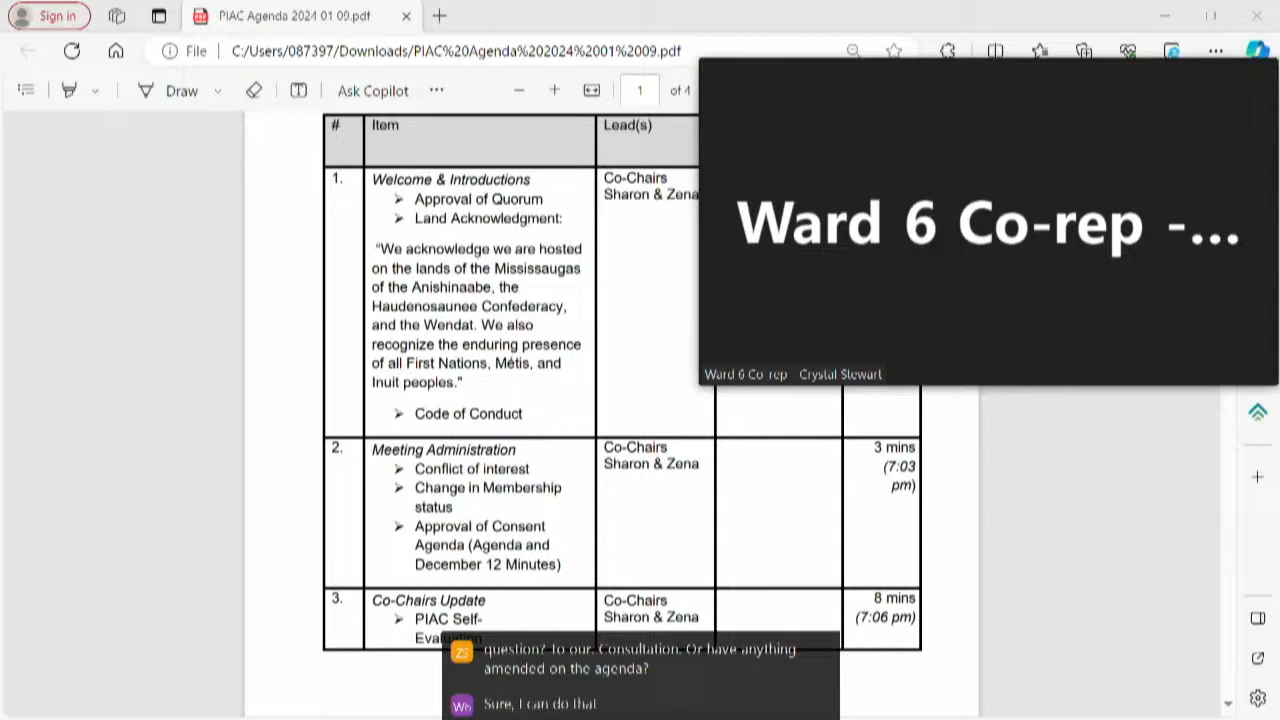 Sign in
PIAC Agenda 2024 01 09.pdf
File
C:/Users/087397/Downloads/PIAC%20Agenda%202024%2001%2009.pdf
Draw
Ask Copilot
1
of 4
#
Item
Lead(s)
1.
Welcome & Introductions
➢ Approval of Quorum
➢ Land Acknowledgment:
"We acknowledge we are hosted
on the lands of the Mississaugas
of the Anishinaabe, the
Haudenosaunee Confederacy,
and the Wendat. We also
recognize the enduring presence
of all First Nations, Métis, and
Inuit peoples."
➢ Code of Conduct
Co-Chairs
Sharon & Zena
Ward 6 Co-rep -...
Ward 6 Co-rep - Crystal Stewart
2.
Meeting Administration
➢ Conflict of interest
➢ Change in Membership
status
➢ Approval of Consent
Agenda (Agenda and
December 12 Minutes)
Co-Chairs
Sharon & Zena
3 mins
(7:03
pm)
3.
Co-Chairs Update
➢ PIAC Self-
Evaluation
Co-Chairs
Sharon & Zena
8 mins
(7:06 pm)
ZS
question? To our. Consultation. Or have anything
amended on the agenda?
W6
Sure, I can do that